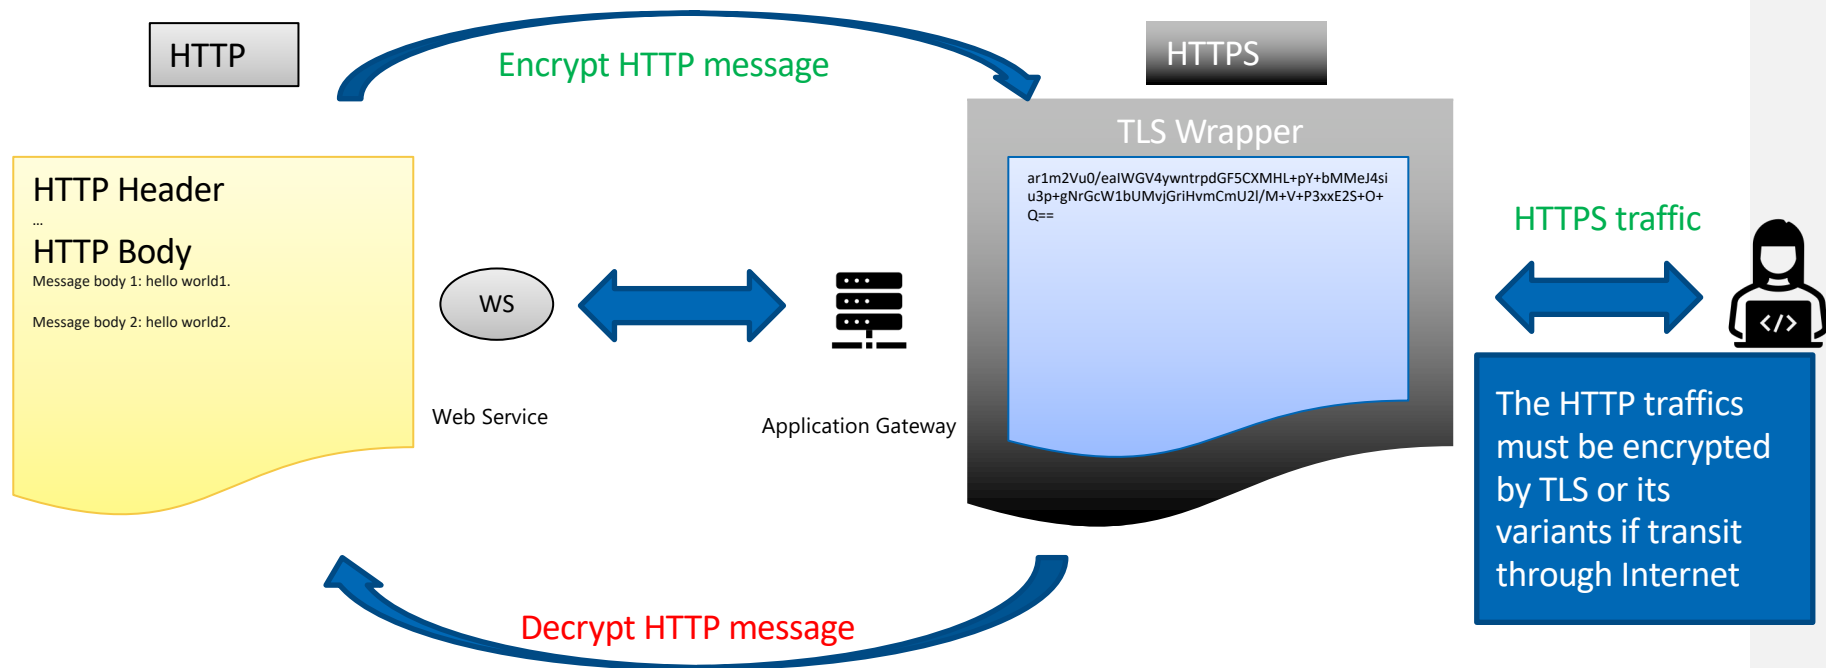 HTTP
Encrypt HTTP message
HTTPS
TLS Wrapper
HTTP Header
...
HTTP Body
Message body 1: hello world1.
Message body 2: hello world2.
WS
Web Service
Application Gateway
ar1m2Vu0/eaIWGV4ywntrpdGF5CXMHL+pY+bMMeJ4si
u3p+gNrGcW1bUMvjGriHvmCmU2l/M+V+P3xxE2S+O+
Q==
HTTPS traffic
</>
The HTTP traffics
must be encrypted
by TLS or its
variants if transit
through Internet
Decrypt HTTP message